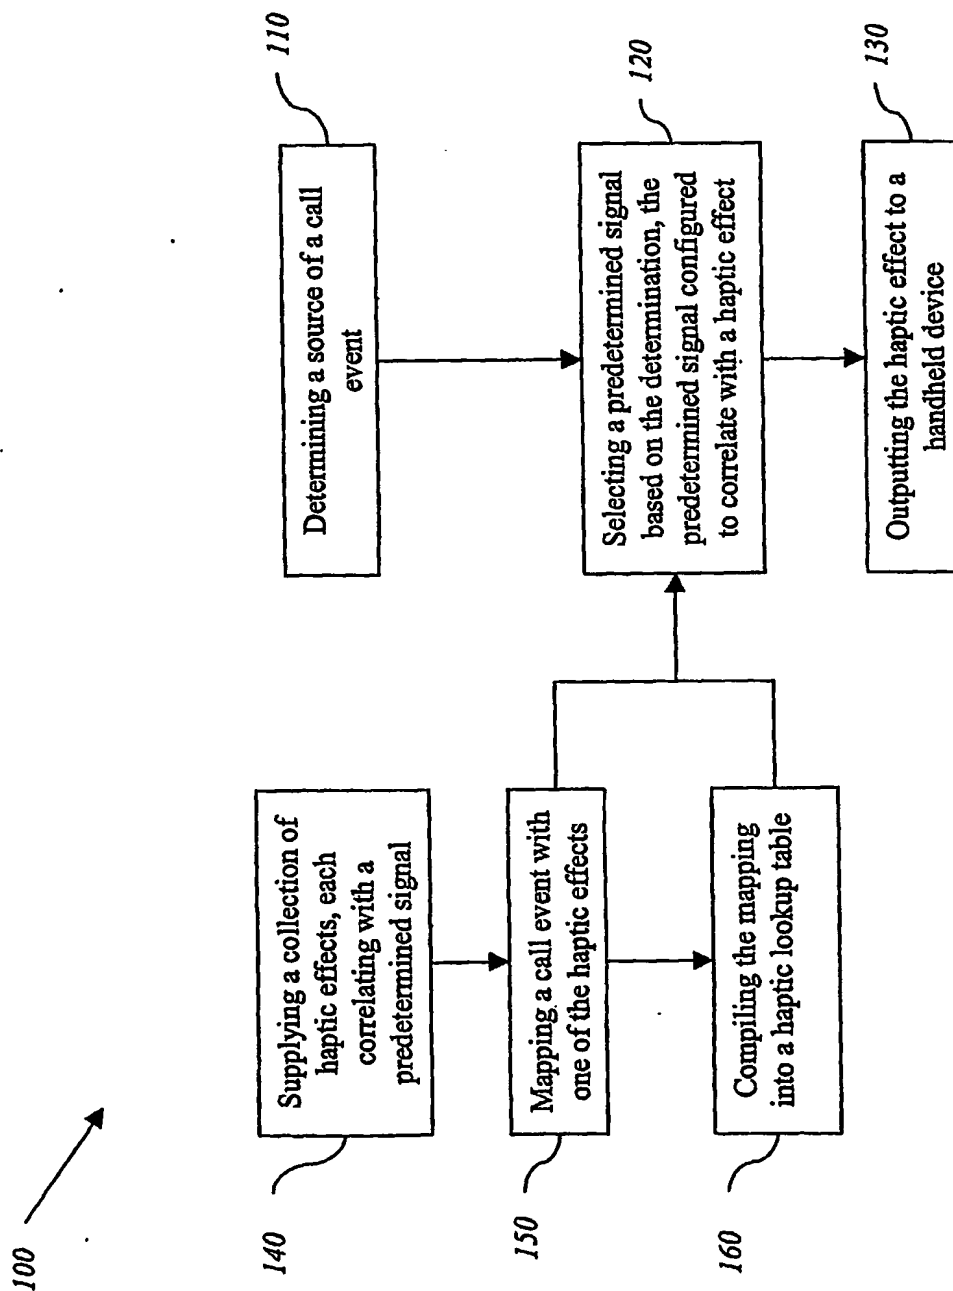 100
140
Supplying a collection of
haptic effects, each
correlating with a
predetermined signal
150
Mapping a call event with
one of the haptic effects
160
Compiling the mapping
into a haptic lookup table
110
Determining a source of a call
event
120
Selecting a predetermined signal
based on the determination, the
predetermined signal configured
to correlate with a haptic effect
130
Outputting the haptic effect to a
handheld device